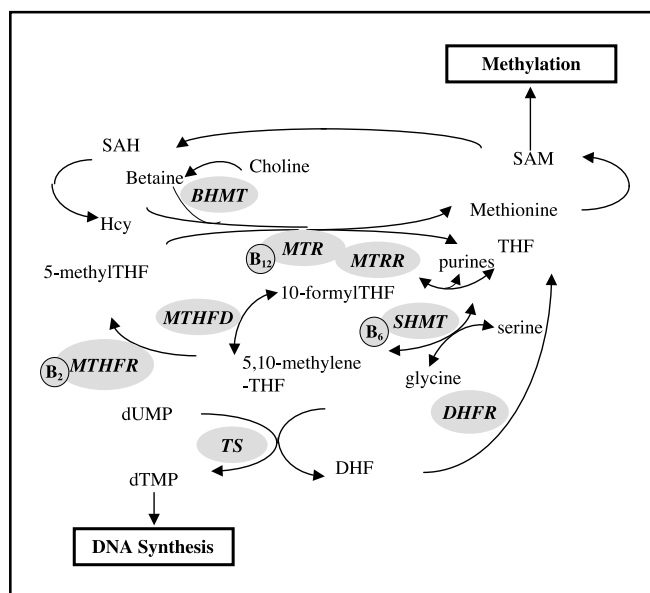 Methylation
SAH
SAM
Betaine
Choline
BHMT
Hcy
Methionine
B12
MTR
MTRR
THF
purines
5-methylTHF
10-formylTHF
MTHFD
B6
SHMT
serine
B2
MTHFR
5,10-methylene
-THF
glycine
dUMP
DHFR
TS
DHF
dTMP
DNA Synthesis